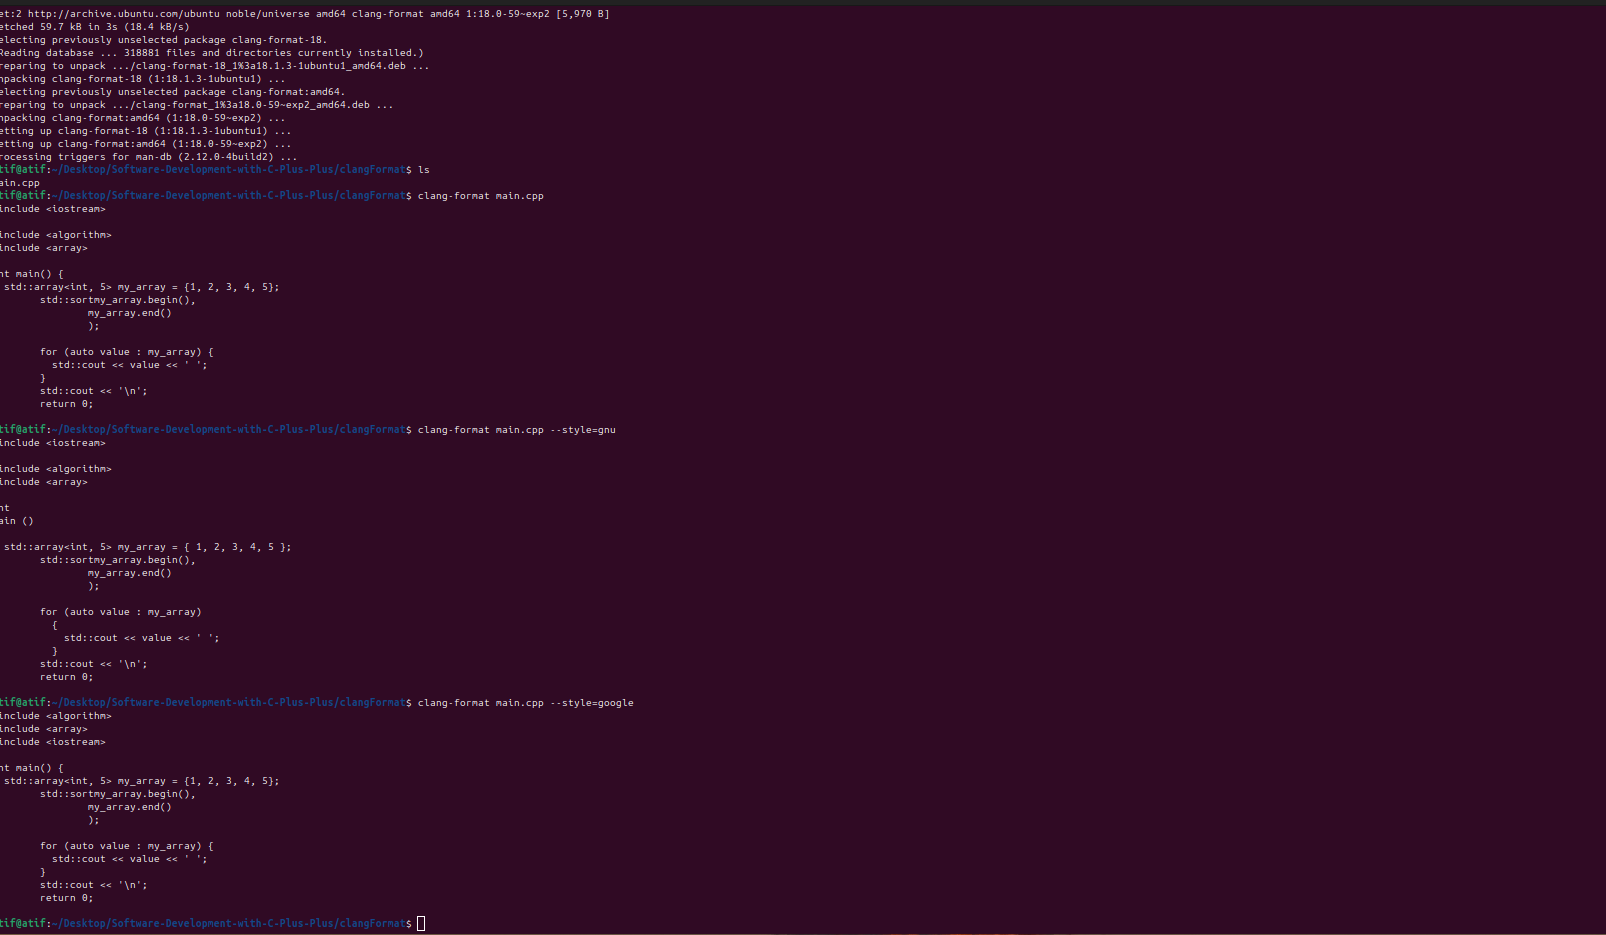 et:2 http://archive.ubuntu.com/ubuntu noble/universe amd64 clang-format amd64 1:18.0-59~exp2 [5,970 B]
etched 59.7 kB in 3s (18.4 kB/s)
electing previously unselected package clang-format-18.
Reading database ... 318881 files and directories currently installed.)
reparing to unpack .../clang-format-18_1%3a18.1.3-1ubuntu1_amd64.deb ...
npacking clang-format-18 (1:18.1.3-1ubuntu1) ...
electing previously unselected package clang-format:amd64.
reparing to unpack .../clang-format_1%3a18.0-59~exp2_amd64.deb ...
npacking clang-format:amd64 (1:18.0-59~exp2) ...
etting up clang-format-18 (1:18.1.3-1ubuntu1) ...
etting up clang-format:amd64 (1:18.0-59~exp2) ...
rocessing triggers for man-db (2.12.0-4build2) ...
tif@atif:~/Desktop/Software-Development-with-C-Plus-Plus/clangFormat$ ls
ain.cpp
tif@atif:~/Desktop/Software-Development-with-C-Plus-Plus/clangFormat$ clang-format main.cpp
include <iostream>
include <algorithm>
include <array>
nt main() {
std::array<int, 5> my_array = {1, 2, 3, 4, 5};
std::sortmy_array.begin(),
my_array.end()
);
for (auto value : my_array) {
std::cout << value << ' ';
}
std::cout << '\n';
return 0;
tif@atif:~/Desktop/Software-Development-with-C-Plus-Plus/clangFormat$ clang-format main.cpp --style=gnu
include <iostream>
include <algorithm>
include <array>
nt
ain ()
std::array<int, 5> my_array = { 1, 2, 3, 4, 5 };
std::sortmy_array.begin(),
my_array.end()
);
for (auto value : my_array)
{
std::cout << value << ' ';
}
std::cout << '\n';
return 0;
tif@atif:~/Desktop/Software-Development-with-C-Plus-Plus/clangFormat$ clang-format main.cpp --style=google
include <algorithm>
include <array>
include <iostream>
nt main() {
std::array<int, 5> my_array = {1, 2, 3, 4, 5};
std::sortmy_array.begin(),
my_array.end()
);
for (auto value : my_array) {
std::cout << value << ' ';
}
std::cout << '\n';
return 0;
tif@atif:~/Desktop/Software-Development-with-C-Plus-Plus/clangFormat$